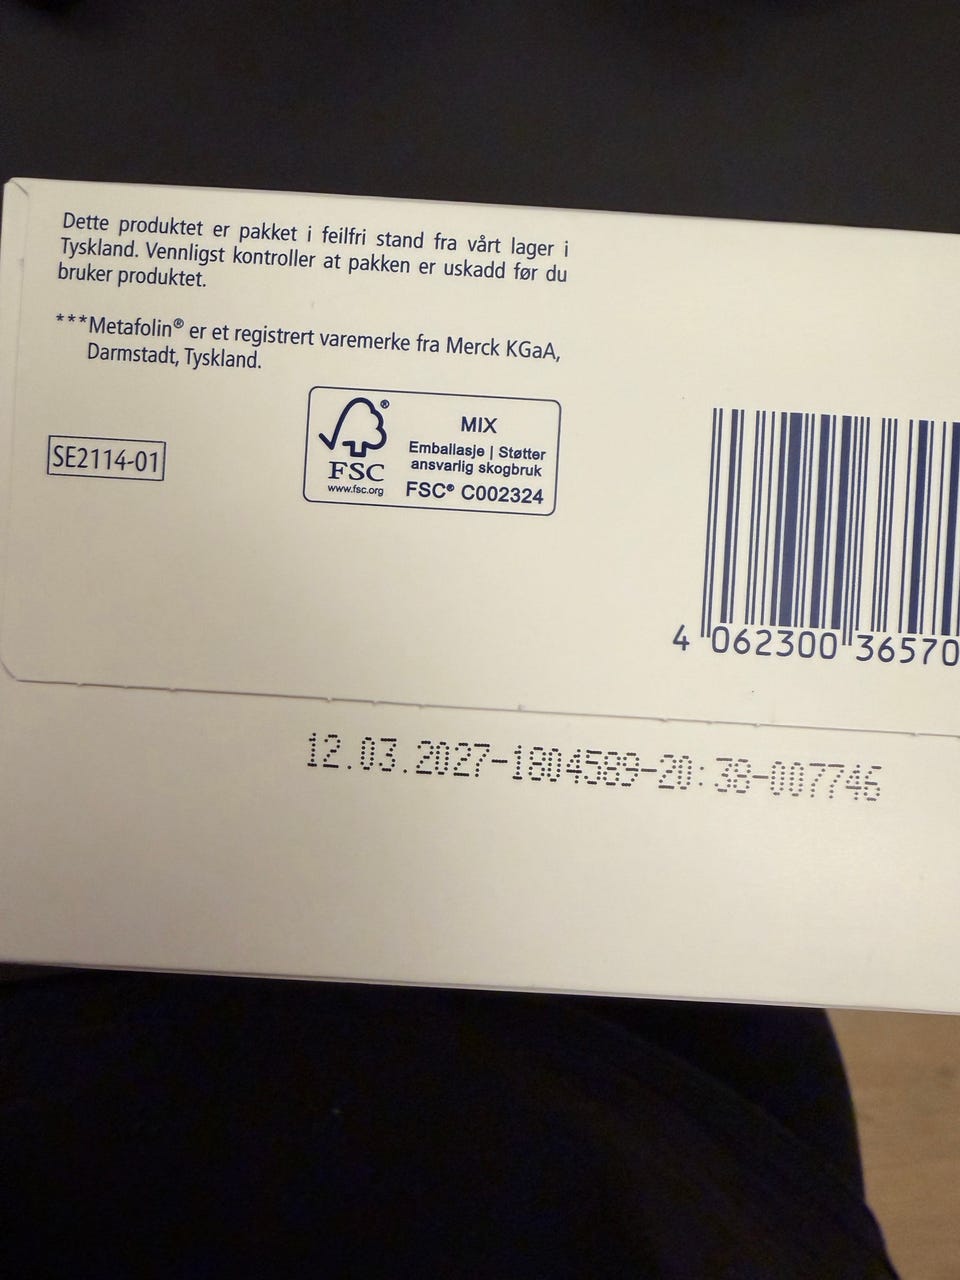 Dette produktet er pakket i feilfri stand fra vårt lager i
Tyskland. Vennligst kontroller at pakken er uskadd før du
bruker produktet.
***Metafolin® er et registrert varemerke fra Merck KGaA,
Darmstadt, Tyskland.
SE2114-01
FSC
www.fsc.org
MIX
Emballasje | Støtter
ansvarlig skogbruk
FSC® C002324
4 062300 36570
12.03.2027-1804589-20:38-007746